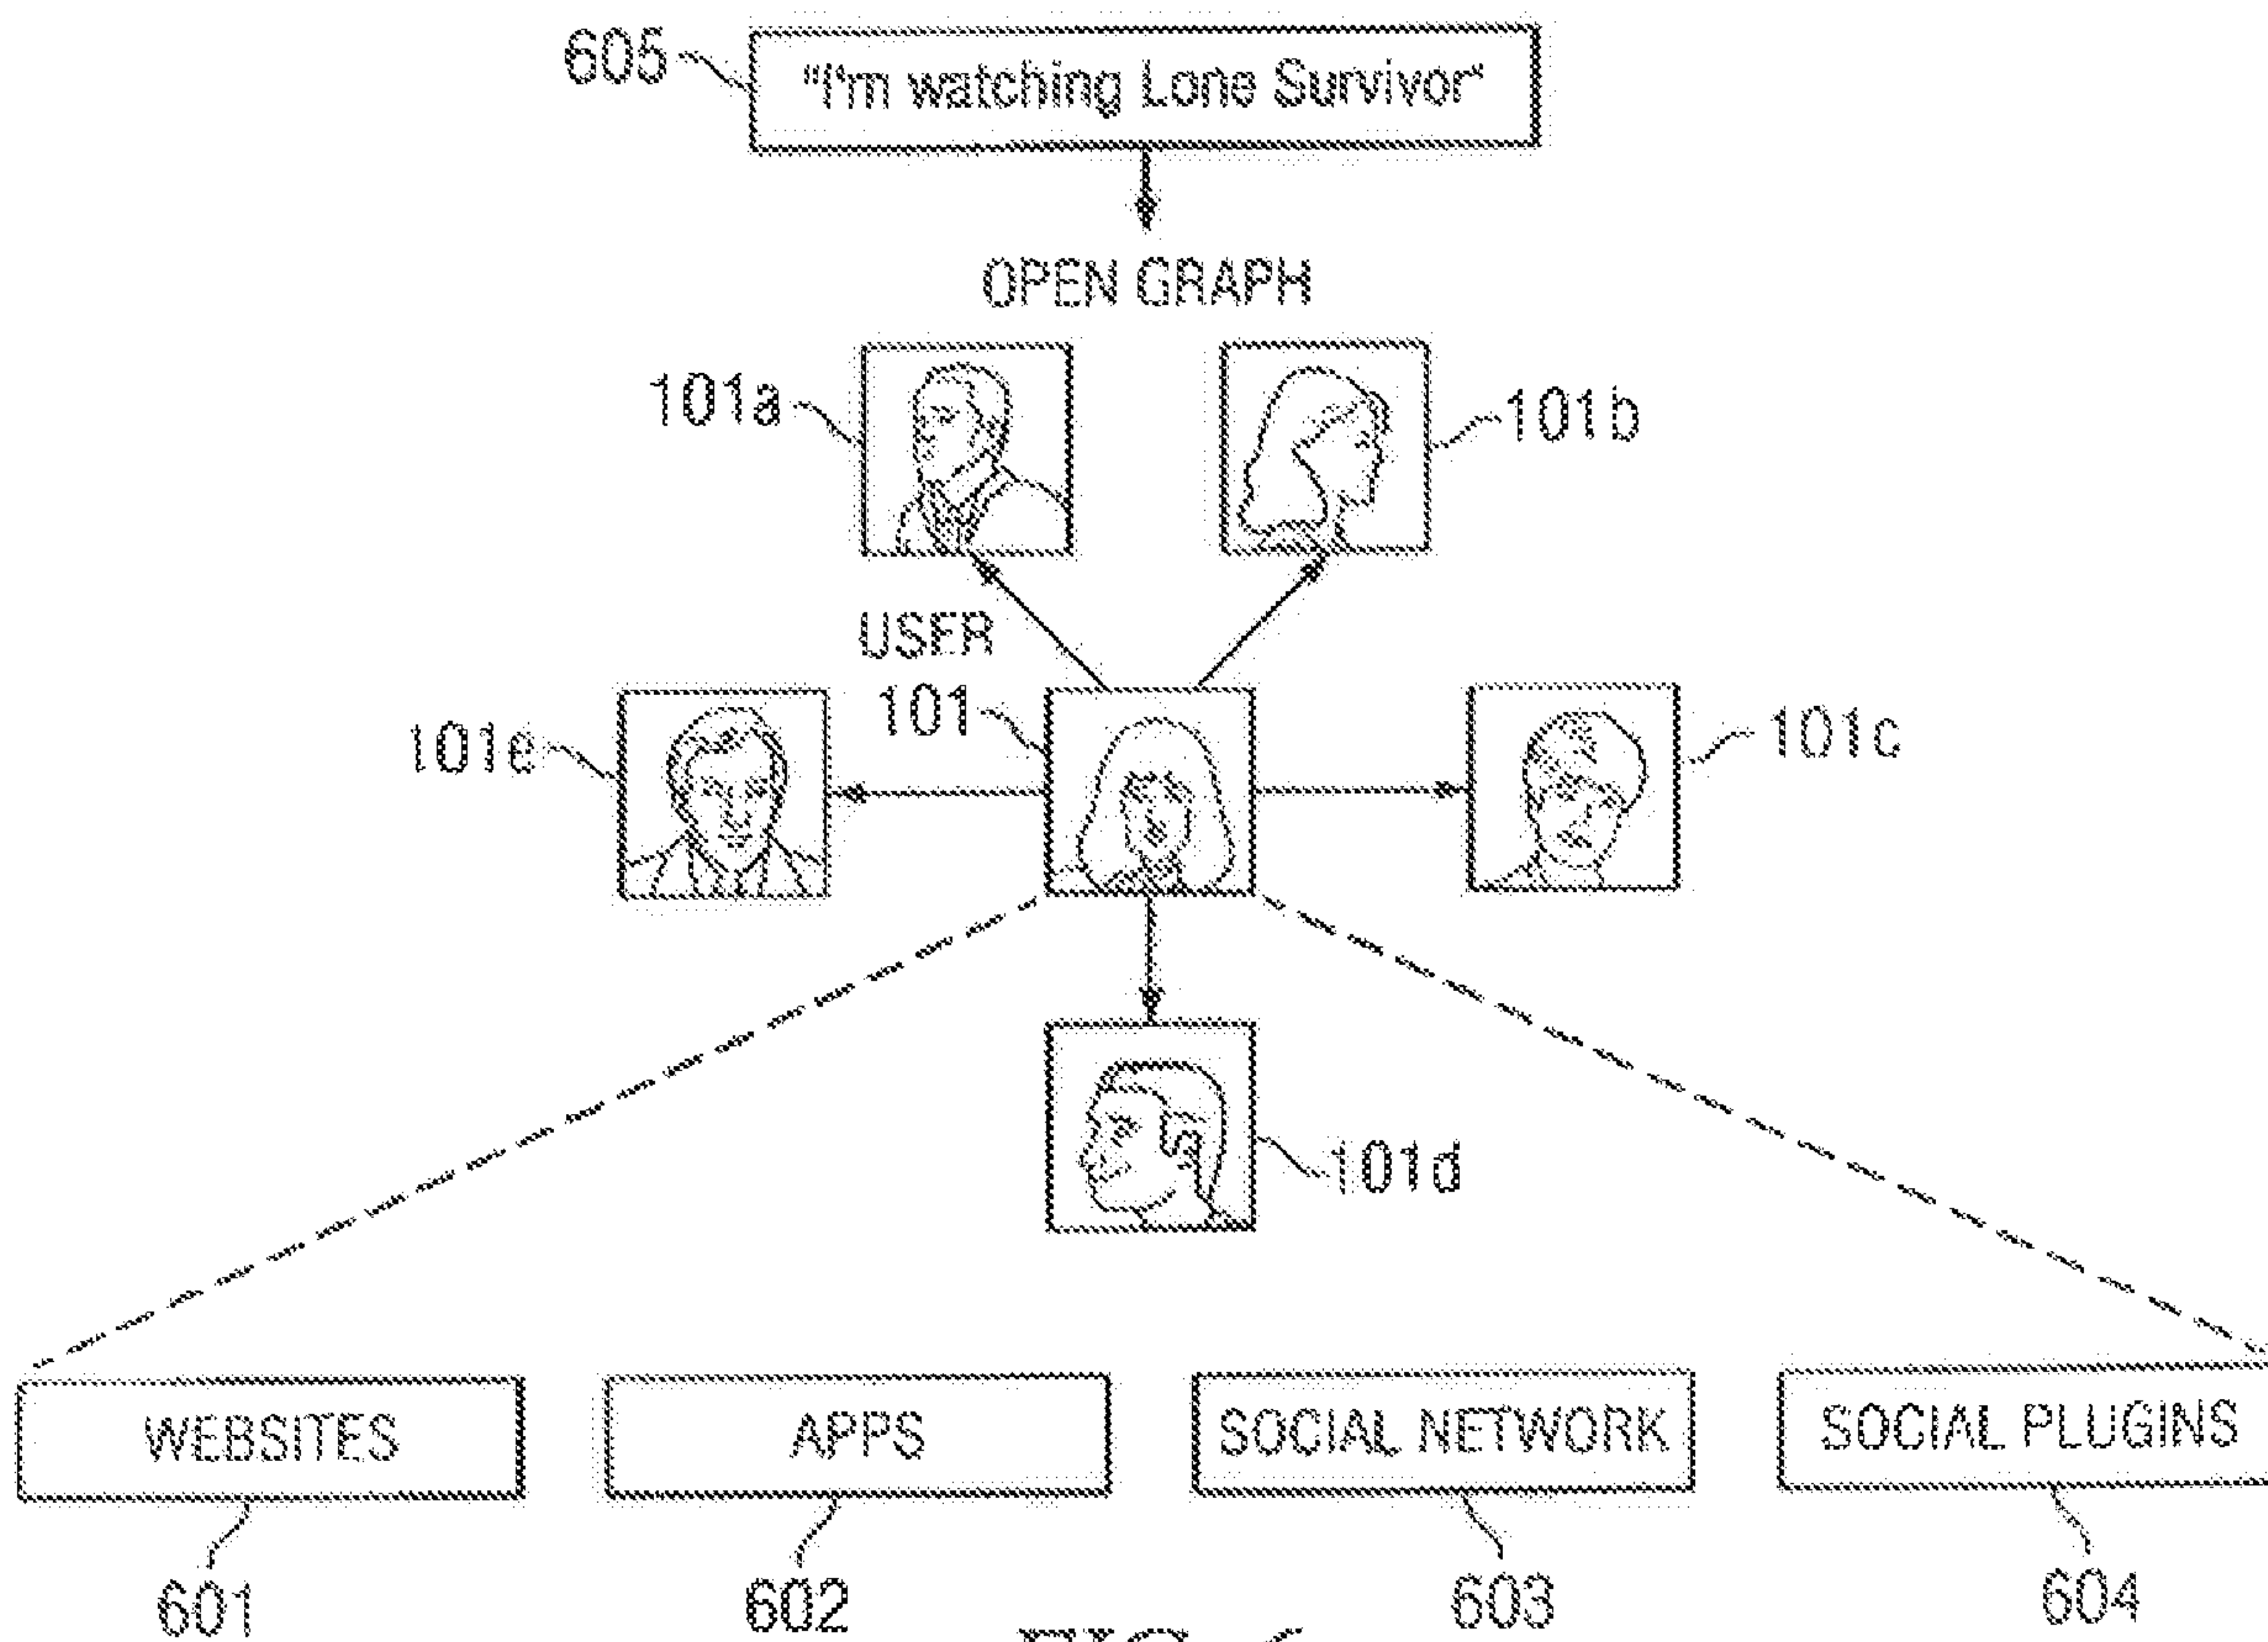 605
"I'm watching Lone Survivor"
OPEN GRAPH
101a
101b
USER
101
101e
101c
101d
WEBSITES
APPS
SOCIAL NETWORK
SOCIAL PLUGINS
601
602
603
604